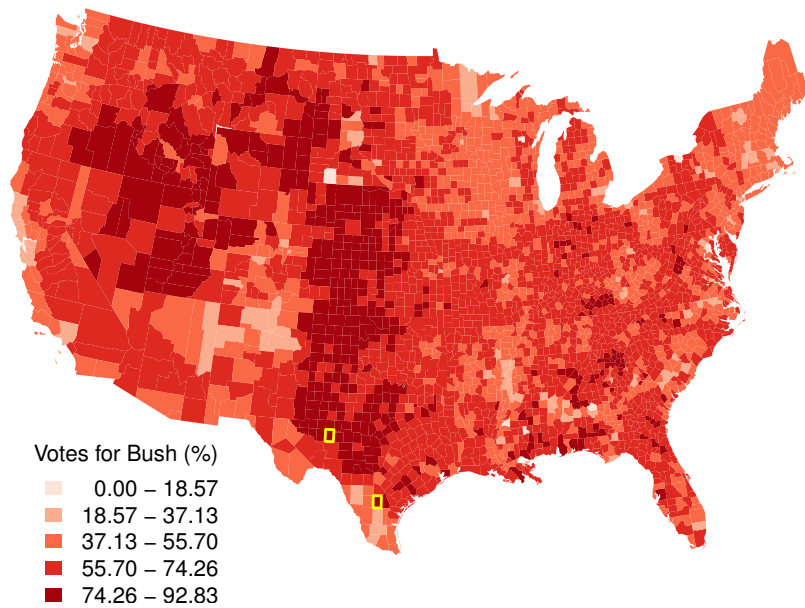 Votes for Bush (%)
0.00 − 18.57
18.57 − 37.13
37.13 − 55.70
55.70 − 74.26
74.26 − 92.83